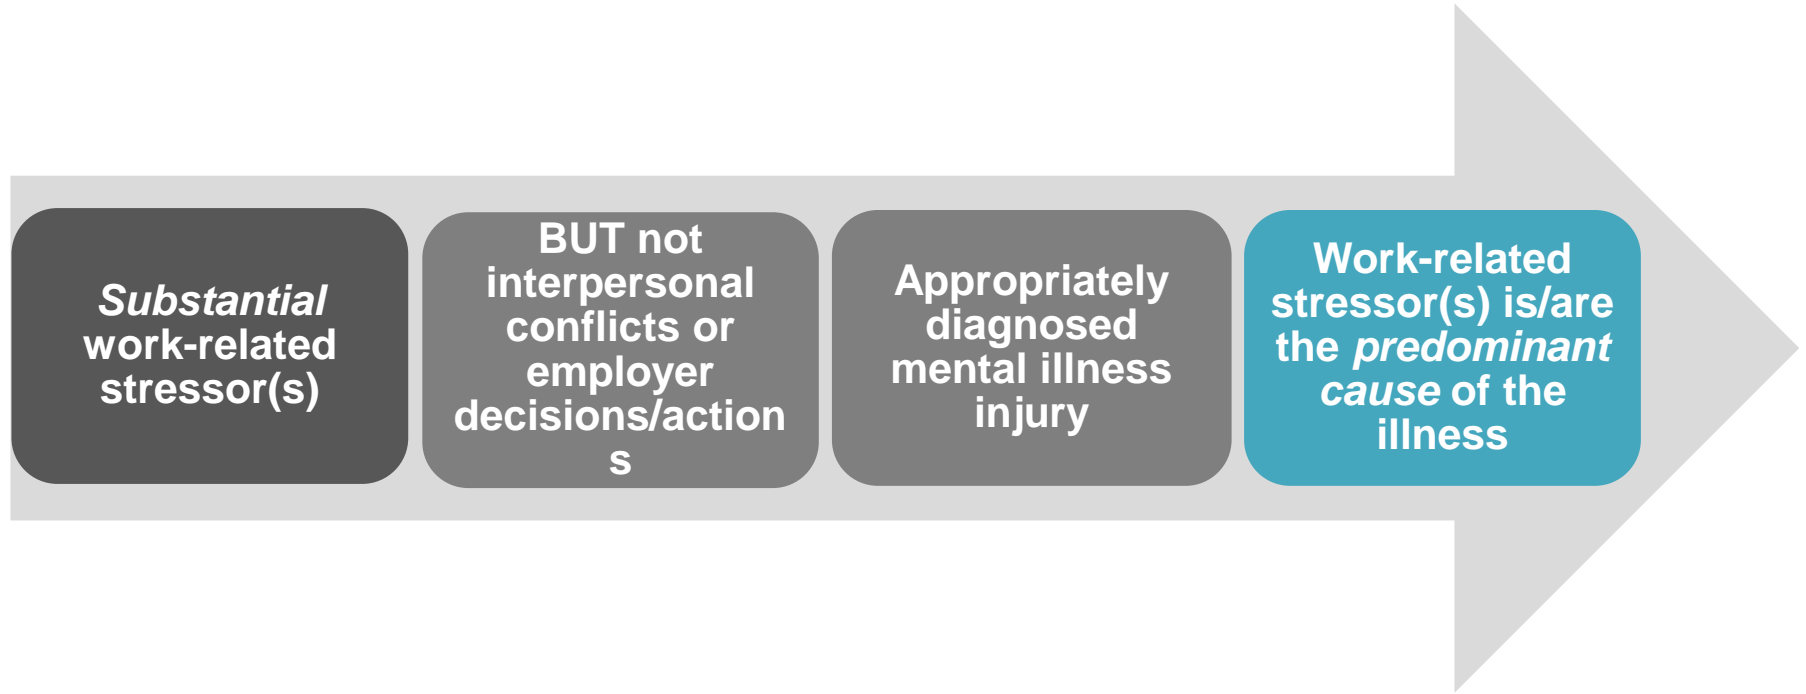 Substantial
work-related
stressor(s)
BUT not
interpersonal
conflicts or
employer
decisions/action
s
Appropriately
diagnosed
mental illness
injury
Work-related
stressor(s) is/are
the predominant
cause of the
illness